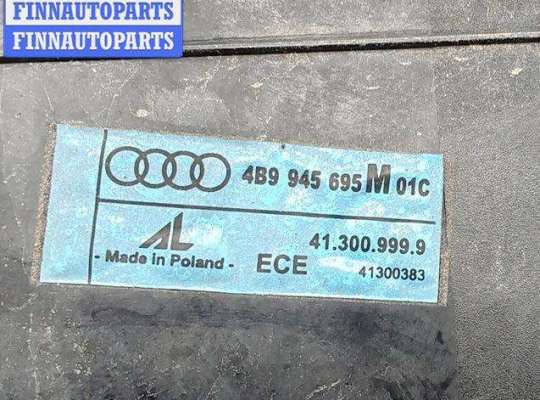 FINNAUTOPARTS
FINNAUTOPARTS
4B9 945 695 M 01C
AL
41.300.999.9
- Made in Poland - ECE
41300383